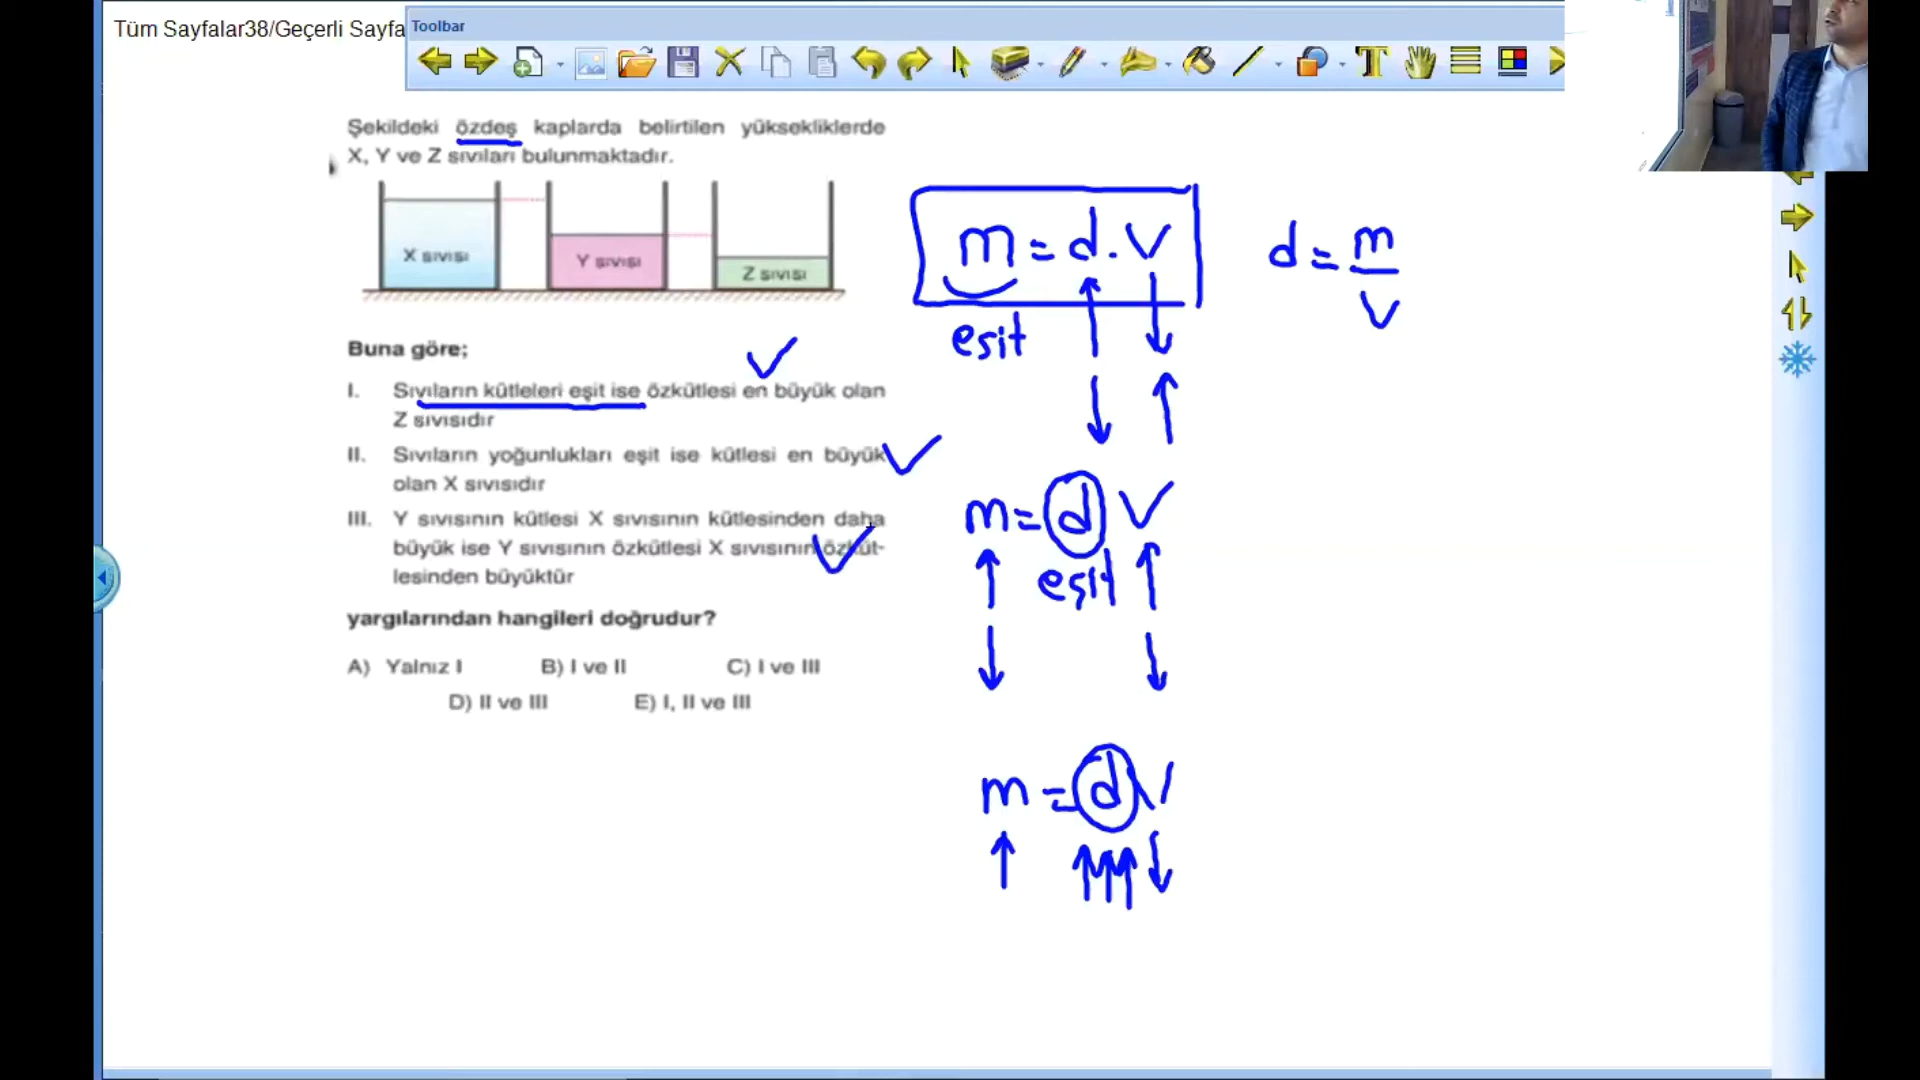 Tüm Sayfalar38/Geçerli Sayfa
Toolbar
Şekildeki özdeş kaplarda belirtilen yüksekliklerde
X, Y ve Z sıvıları bulunmaktadır.
X sıvısı
Y sıvısı
Z sıvısı
Buna göre;
I. Sıvıların kütleleri eşit ise özkütlesi en büyük olan
Z sıvısıdır
II. Sıvıların yoğunlukları eşit ise kütlesi en büyük
olan X sıvısıdır
III. Y sıvısının kütlesi X sıvısının kütlesinden daha
büyük ise Y sıvısının özkütlesi X sıvısının özküt-
lesinden büyüktür
yargılarından hangileri doğrudur?
A) Yalnız I B) I ve II C) I ve III
D) II ve III E) I, II ve III
m = d . V
eşit
d = m
V
m = d V
eşit
m = d V